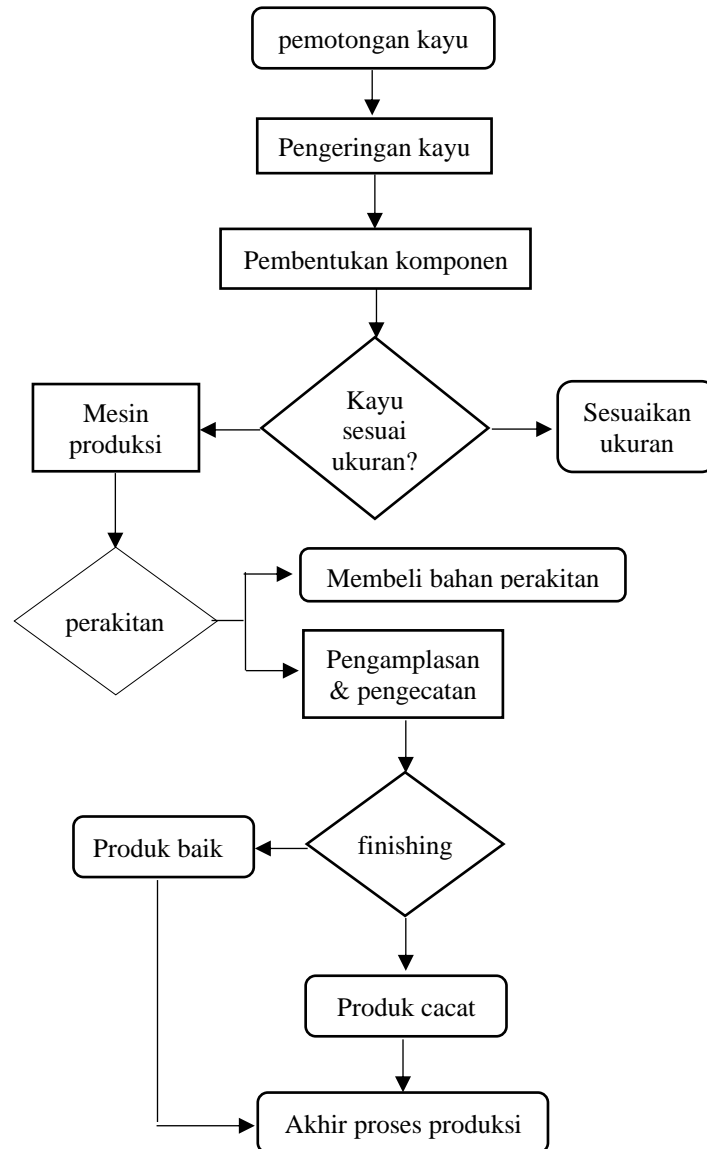 pemotongan kayu
Pengeringan kayu
Pembentukan komponen
Kayu
sesuai
ukuran?
Mesin
produksi
Sesuaikan
ukuran
perakitan
Membeli bahan perakitan
Pengamplasan
& pengecatan
finishing
Produk baik
Produk cacat
Akhir proses produksi